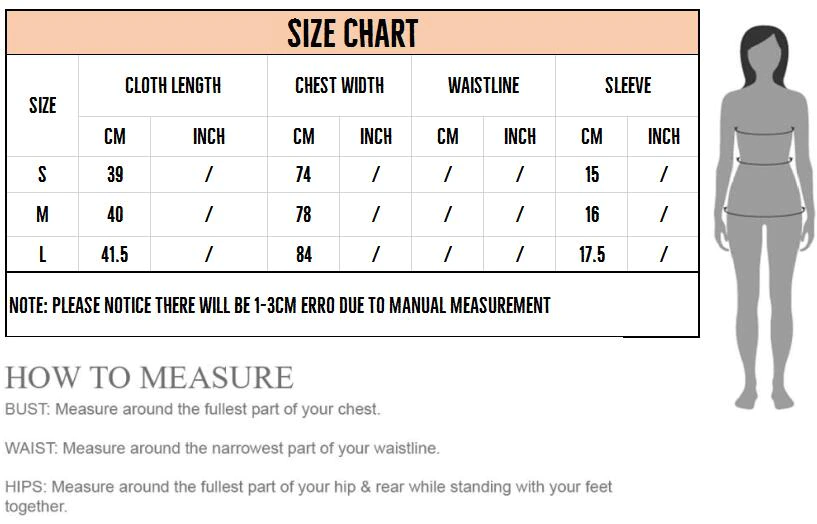 SIZE CHART
SIZE CLOTH LENGTH CHEST WIDTH WAISTLINE SLEEVE
CM INCH CM INCH CM INCH CM INCH
S 39 / 74 / / / 15 /
M 40 / 78 / / / 16 /
L 41.5 / 84 / / / 17.5 /
NOTE: PLEASE NOTICE THERE WILL BE 1-3CM ERRO DUE TO MANUAL MEASUREMENT
HOW TO MEASURE
BUST: Measure around the fullest part of your chest.
WAIST: Measure around the narrowest part of your waistline.
HIPS: Measure around the fullest part of your hip & rear while standing with your feet
together.